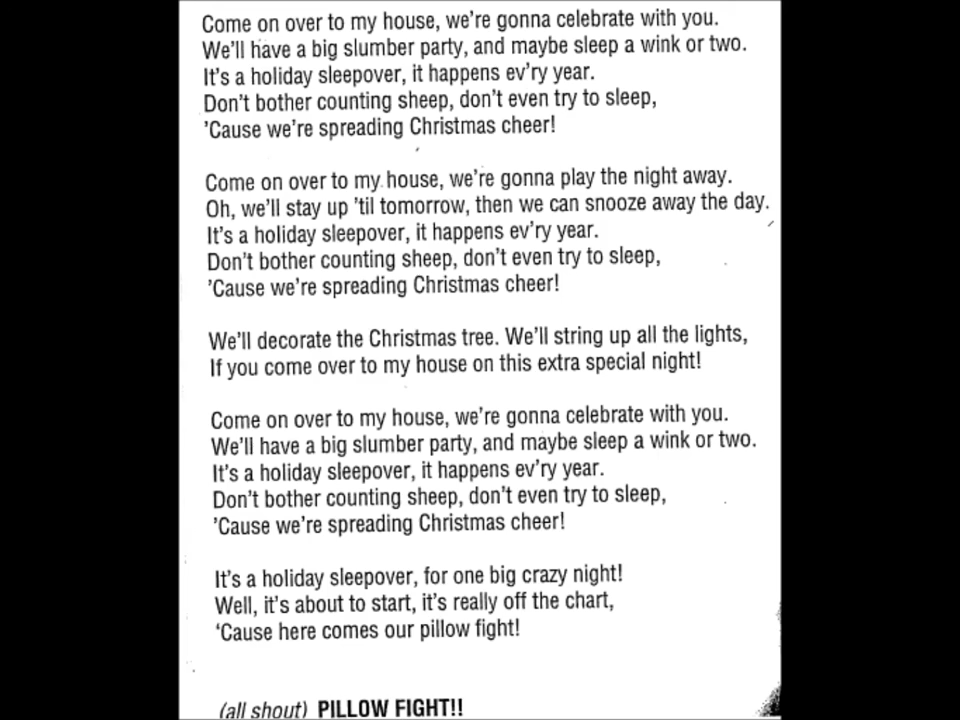 Come on over to my house, we're gonna celebrate with you.
We'll have a big slumber party, and maybe sleep a wink or two.
It's a holiday sleepover, it happens ev'ry year.
Don't bother counting sheep, don't even try to sleep,
'Cause we're spreading Christmas cheer!

Come on over to my house, we're gonna play the night away.
Oh, we'll stay up 'til tomorrow, then we can snooze away the day.
It's a holiday sleepover, it happens ev'ry year.
Don't bother counting sheep, don't even try to sleep,
'Cause we're spreading Christmas cheer!

We'll decorate the Christmas tree. We'll string up all the lights,
If you come over to my house on this extra special night!

Come on over to my house, we're gonna celebrate with you.
We'll have a big slumber party, and maybe sleep a wink or two.
It's a holiday sleepover, it happens ev'ry year.
Don't bother counting sheep, don't even try to sleep,
'Cause we're spreading Christmas cheer!

It's a holiday sleepover, for one big crazy night!
Well, it's about to start, it's really off the chart,
‘Cause here comes our pillow fight!

(all shout) PILLOW FIGHT!!